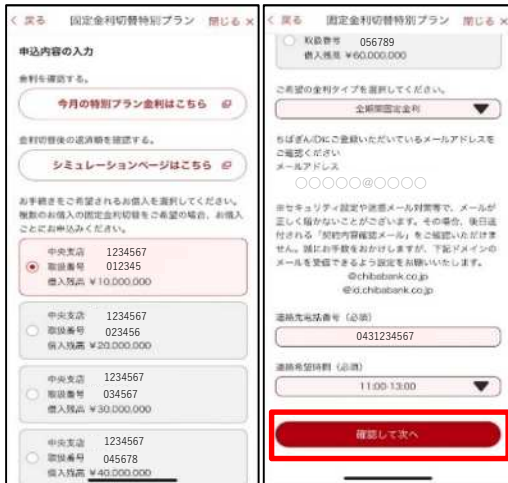 く 戻る 固定金利切替特別プラン 閉じる ×
申込内容の入力
金利を確認する。
今月の特別プラン金利はこちら
金利切替後の返済額を確認する。
シミュレーションページはこちら
お手続きをご希望されるお借入を選択してください。
複数のお借入の固定金利切替をご希望の場合、お借入
ごとにお申込みください。
中央支店 1234567
取扱番号 012345
借入残高 ¥10,000,000
中央支店 1234567
取扱番号 023456
借入残高 ¥20,000,000
中央支店 1234567
取扱番号 034567
借入残高 ¥30,000,000
中央支店 1234567
取扱番号 045678
借入残高 ¥40,000,000
く 戻る 固定金利切替特別プラン 閉じる ×
取扱番号 056789
借入残高 ¥60,000,000
ご希望の金利タイプを選択してください。
全期間固定金利
ちばぎんIDにご登録いただいているメールアドレスを
ご確認ください
メールアドレス
○○○○○@○○○○
※セキュリティ設定や迷惑メール対策等で、メールが
正しく届かないことがございます。その場合、後日送
付される「契約内容確認メール」をご確認いただけま
せん。誠にお手数をおかけしますが、下記ドメインの
メールを受信できるよう設定をお願いいたします。
@chibabank.co.jp
@id.chibabank.co.jp
連絡先電話番号(必須)
0431234567
連絡希望時間(必須)
11:00-13:00
確認して次へ